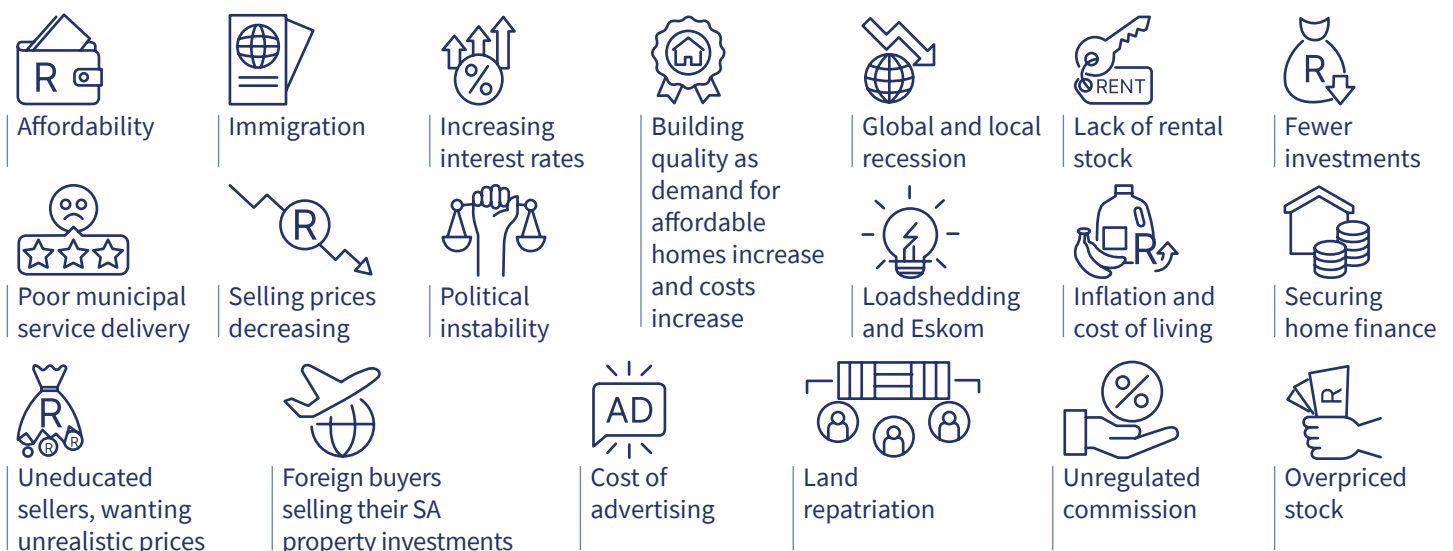 R
Affordability
Immigration
%
Increasing
interest rates
Building
quality as
demand for
affordable
homes increase
and costs
increase
Global and local
recession
RENT
Lack of rental
stock
R
Fewer
investments
Poor municipal
service delivery
R
Selling prices
decreasing
Political
instability
Loadshedding
and Eskom
R
Inflation and
cost of living
Securing
home finance
R
R
R
Uneducated
sellers, wanting
unrealistic prices
Foreign buyers
selling their SA
property investments
AD
Cost of
advertising
Land
repatriation
%
Unregulated
commission
R
Overpriced
stock